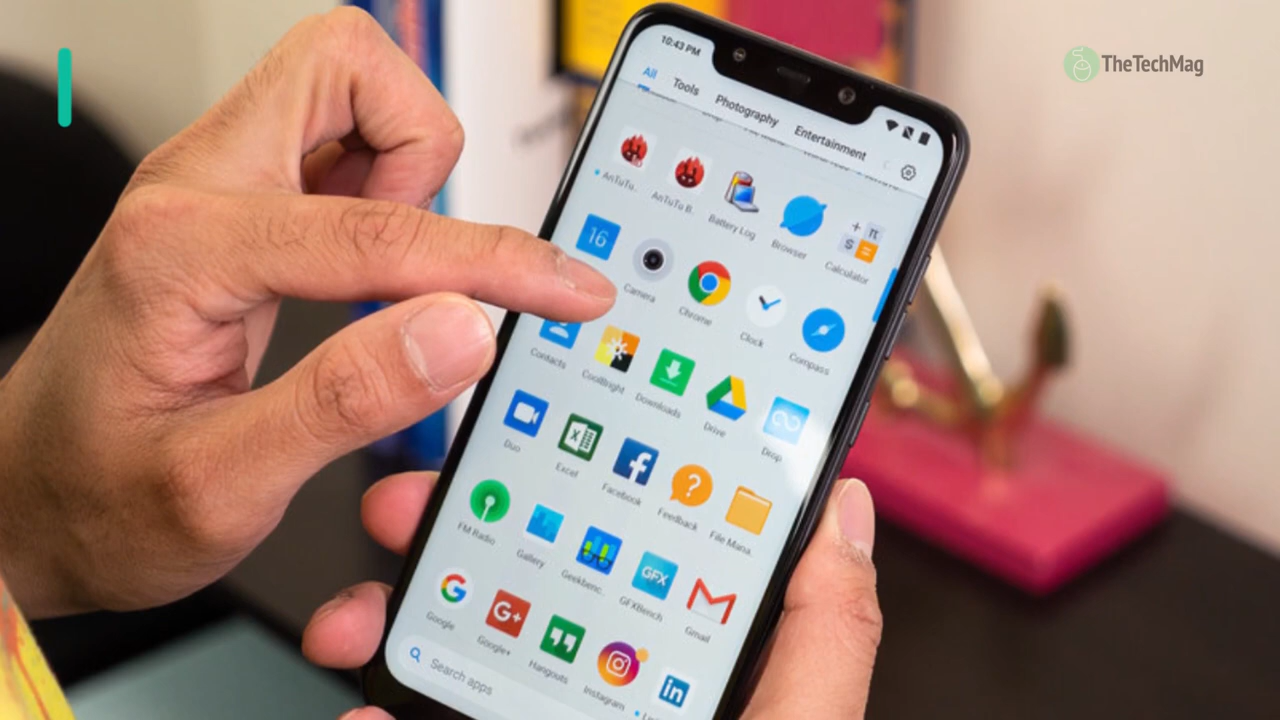 TheTechMag
10:43 PM
All Tools Photography Entertainment
AnTuTu.. AnTuTu B.. Battery Log Browser Calculator
16
Camera Chrome Clock Compass
Contacts CoolBright Downloads Drive Drop
Duo Excel Facebook Feedback File Mana..
FM Radio Gallery Geekbenc.. GFXBench Gmail
GFX
Google Google+ Hangouts Instagram
G+
in
Search apps